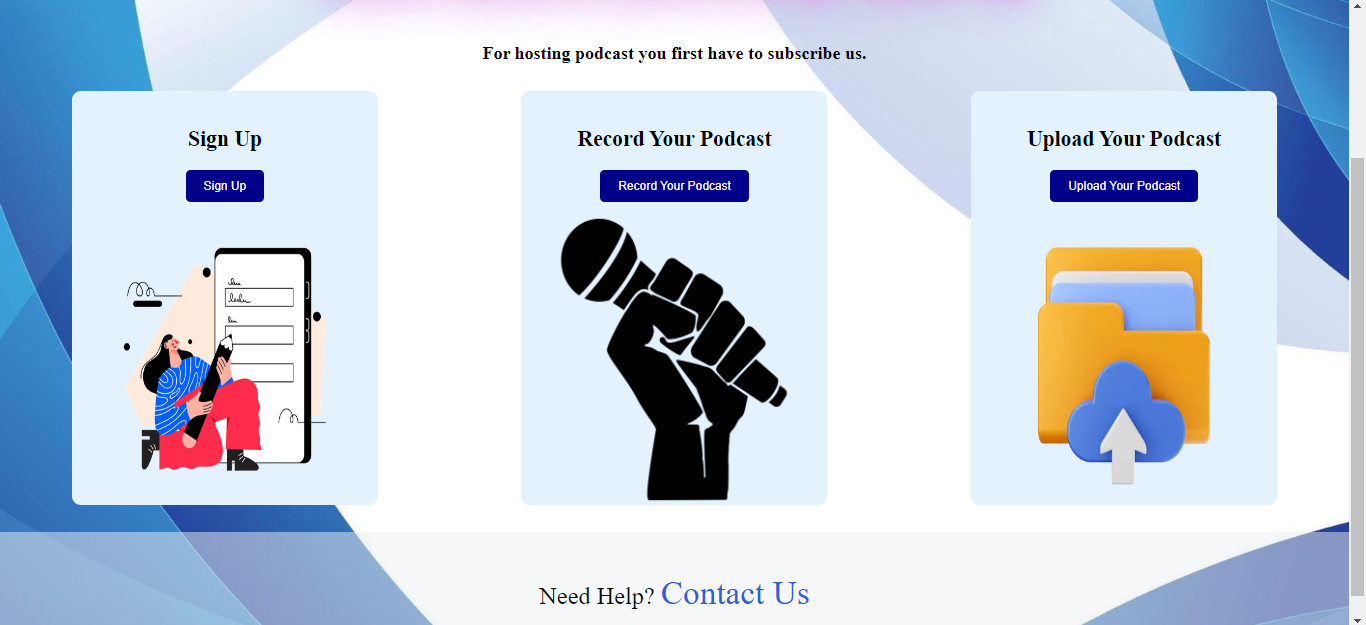 For hosting podcast you first have to subscribe us.
Sign Up
Sign Up
Record Your Podcast
Record Your Podcast
Upload Your Podcast
Upload Your Podcast
Need Help? Contact Us